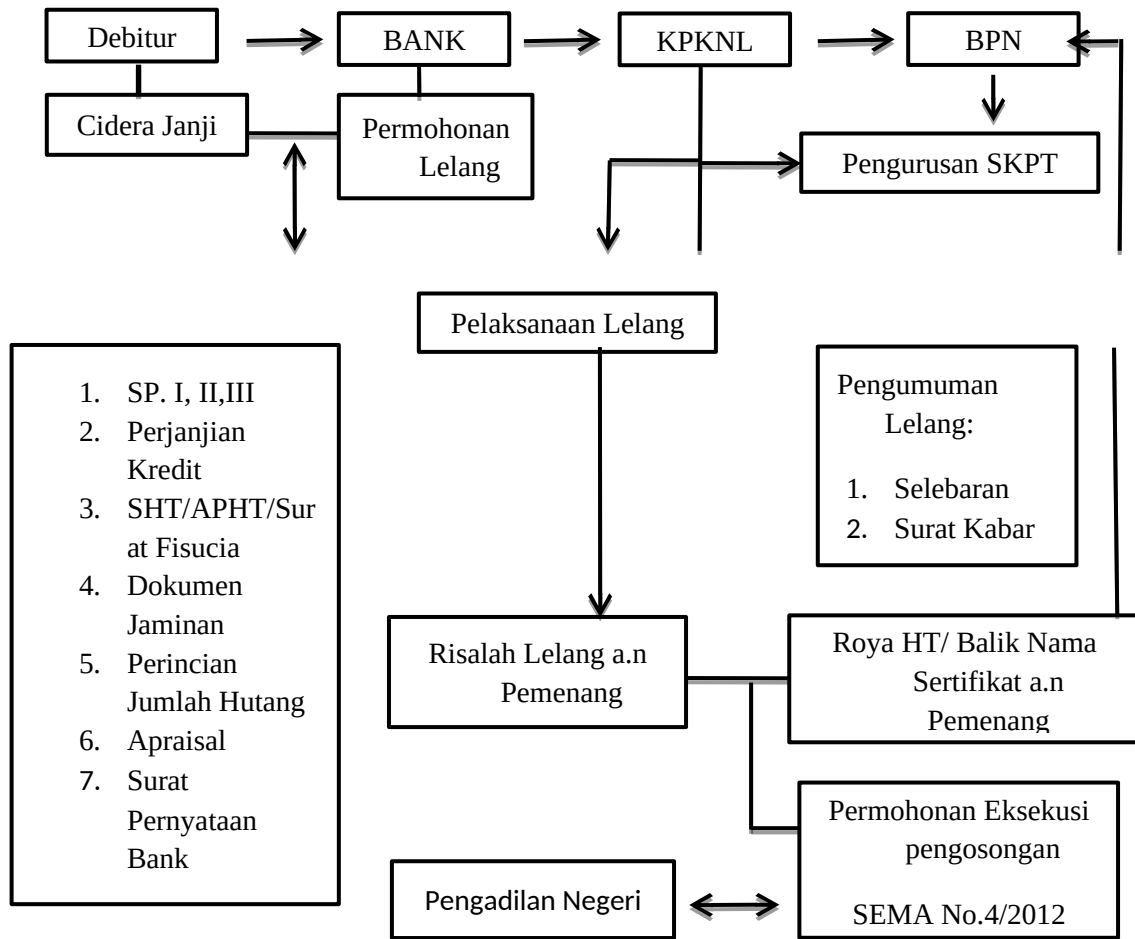 Debitur
BANK
KPKNL
BPN
Cidera Janji
Permohonan
Lelang
Pengurusan SKPT
Pelaksanaan Lelang
1. SP. I, II,III
2. Perjanjian
Kredit
3. SHT/APHT/Sur
at Fisucia
4. Dokumen
Jaminan
5. Perincian
Jumlah Hutang
6. Apraisal
7. Surat
Pernyataan
Bank
Pengumuman
Lelang:
1. Selebaran
2. Surat Kabar
Risalah Lelang a.n
Pemenang
Roya HT/ Balik Nama
Sertifikat a.n
Pemenang
Permohonan Eksekusi
pengosongan
SEMA No.4/2012
Pengadilan Negeri